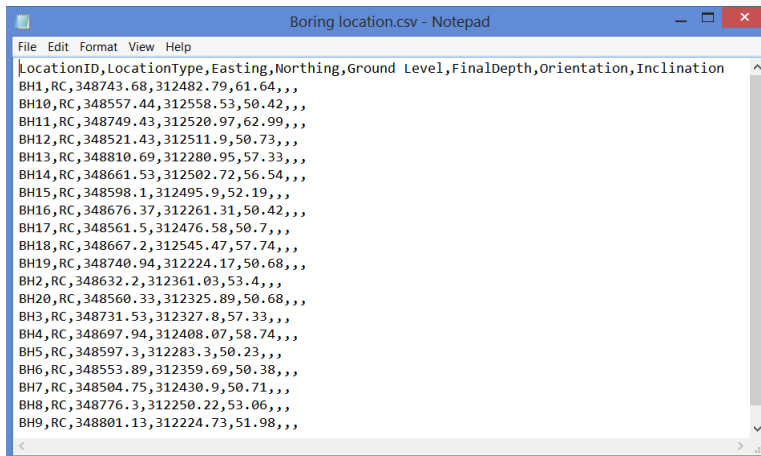 Boring location.csv - Notepad
File Edit Format View Help
LocationID,LocationType,Easting,Northing,Ground Level,FinalDepth,Orientation,Inclination
BH1,RC,348743.68,312482.79,61.64,,,
BH10,RC,348557.44,312558.53,50.42,,,
BH11,RC,348749.43,312520.97,62.99,,,
BH12,RC,348521.43,312511.9,50.73,,,
BH13,RC,348810.69,312280.95,57.33,,,
BH14,RC,348661.53,312502.72,56.54,,,
BH15,RC,348598.1,312495.9,52.19,,,
BH16,RC,348676.37,312261.31,50.42,,,
BH17,RC,348561.5,312476.58,50.7,,,
BH18,RC,348667.2,312545.47,57.74,,,
BH19,RC,348740.94,312224.17,50.68,,,
BH2,RC,348632.2,312361.03,53.4,,,
BH20,RC,348560.33,312325.89,50.68,,,
BH3,RC,348731.53,312327.8,57.33,,,
BH4,RC,348697.94,312408.07,58.74,,,
BH5,RC,348597.3,312283.3,50.23,,,
BH6,RC,348553.89,312359.69,50.38,,,
BH7,RC,348504.75,312430.9,50.71,,,
BH8,RC,348776.3,312250.22,53.06,,,
BH9,RC,348801.13,312224.73,51.98,,,